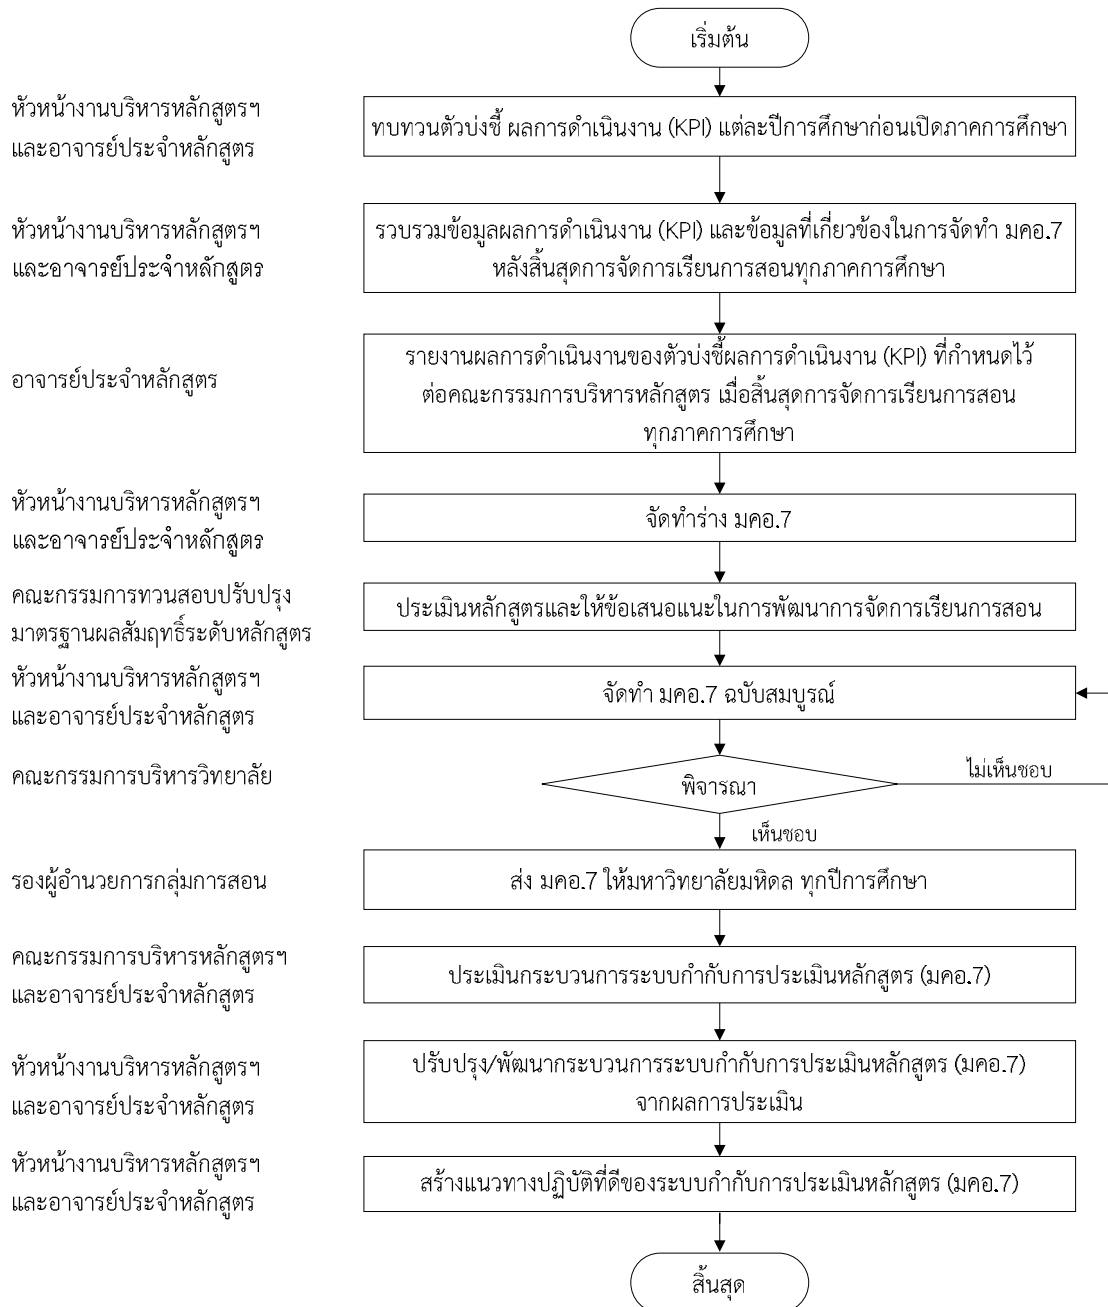 เริ่มต้น
หัวหน้างานบริหารหลักสูตรฯ
และอาจารย์ประจำหลักสูตร
ทบทวนตัวบ่งชี้ ผลการดำเนินงาน (KPI) แต่ละปีการศึกษาก่อนเปิดภาคการศึกษา
หัวหน้างานบริหารหลักสูตรฯ
และอาจารย์ประจำหลักสูตร
รวบรวมข้อมูลผลการดำเนินงาน (KPI) และข้อมูลที่เกี่ยวข้องในการจัดทำ มคอ.7
หลังสิ้นสุดการจัดการเรียนการสอนทุกภาคการศึกษา
อาจารย์ประจำหลักสูตร
รายงานผลการดำเนินงานของตัวบ่งชี้ผลการดำเนินงาน (KPI) ที่กำหนดไว้
ต่อคณะกรรมการบริหารหลักสูตร เมื่อสิ้นสุดการจัดการเรียนการสอน
ทุกภาคการศึกษา
หัวหน้างานบริหารหลักสูตรฯ
และอาจารย์ประจำหลักสูตร
จัดทำร่าง มคอ.7
คณะกรรมการทวนสอบปรับปรุง
มาตรฐานผลสัมฤทธิ์ระดับหลักสูตร
ประเมินหลักสูตรและให้ข้อเสนอแนะในการพัฒนาการจัดการเรียนการสอน
หัวหน้างานบริหารหลักสูตรฯ
และอาจารย์ประจำหลักสูตร
จัดทำ มคอ.7 ฉบับสมบูรณ์
คณะกรรมการบริหารวิทยาลัย
พิจารณา
ไม่เห็นชอบ
เห็นชอบ
รองผู้อำนวยการกลุ่มการสอน
ส่ง มคอ.7 ให้มหาวิทยาลัยมหิดล ทุกปีการศึกษา
คณะกรรมการบริหารหลักสูตรฯ
และอาจารย์ประจำหลักสูตร
ประเมินกระบวนการระบบกำกับการประเมินหลักสูตร (มคอ.7)
หัวหน้างานบริหารหลักสูตรฯ
และอาจารย์ประจำหลักสูตร
ปรับปรุง/พัฒนากระบวนการระบบกำกับการประเมินหลักสูตร (มคอ.7)
จากผลการประเมิน
หัวหน้างานบริหารหลักสูตรฯ
และอาจารย์ประจำหลักสูตร
สร้างแนวทางปฏิบัติที่ดีของระบบกำกับการประเมินหลักสูตร (มคอ.7)
สิ้นสุด